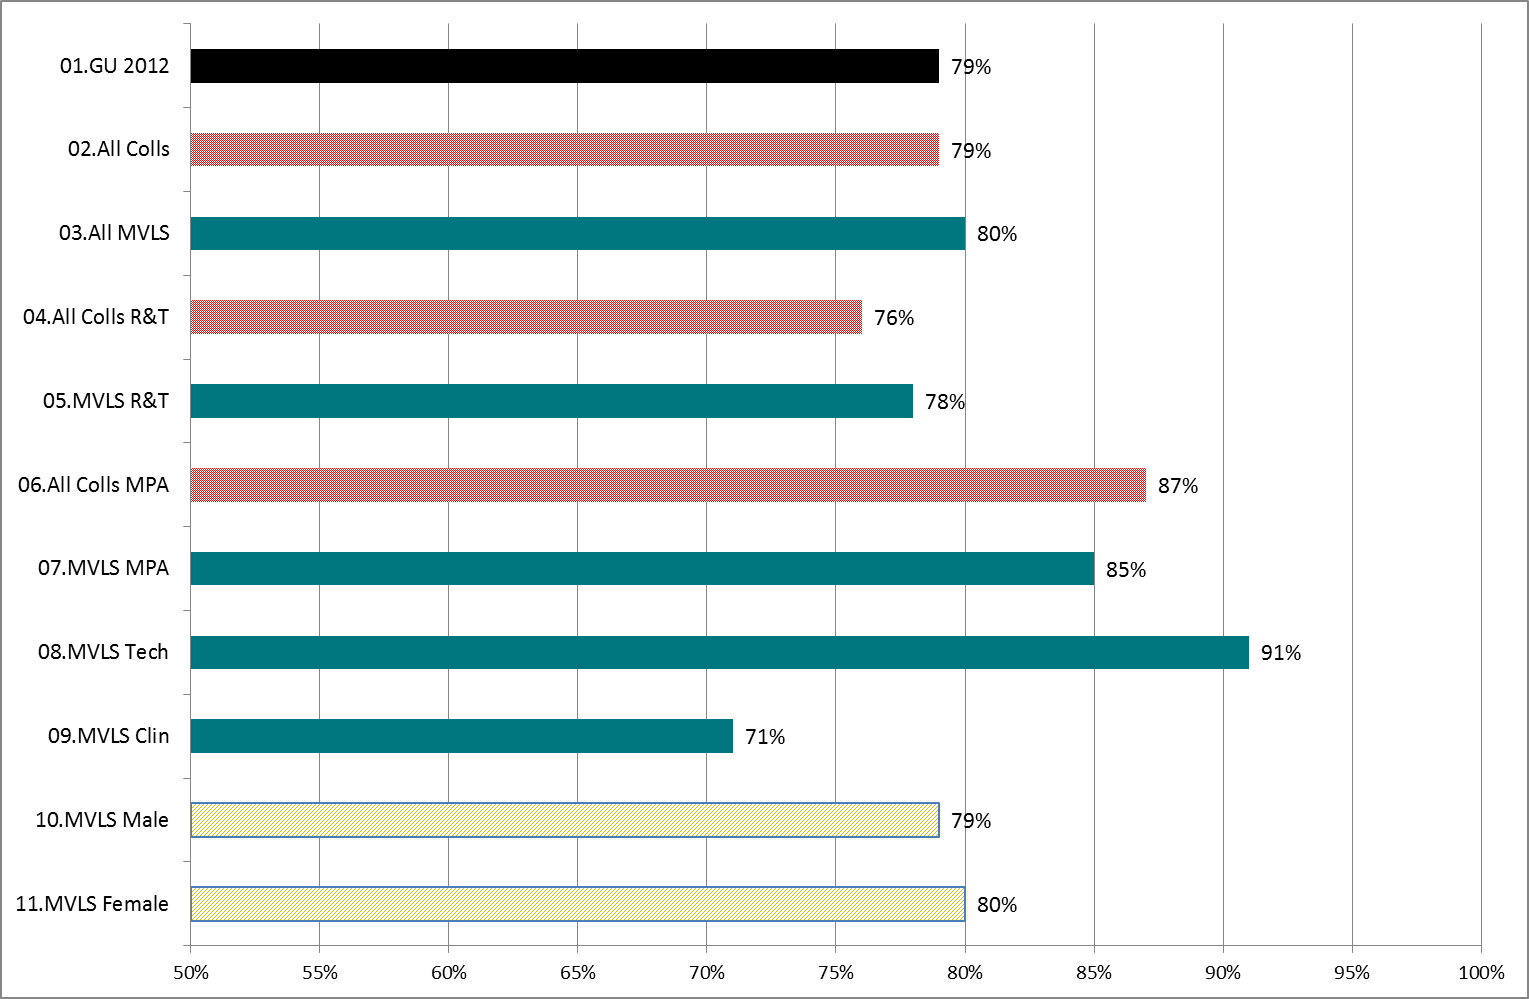 01.GU 2012 79%
02.All Colls 79%
03.All MVLS 80%
04.All Colls R&T 76%
05.MVLS R&T 78%
06.All Colls MPA 87%
07.MVLS MPA 85%
08.MVLS Tech 91%
09.MVLS Clin 71%
10.MVLS Male 79%
11.MVLS Female 80%
50% 55% 60% 65% 70% 75% 80% 85% 90% 95% 100%